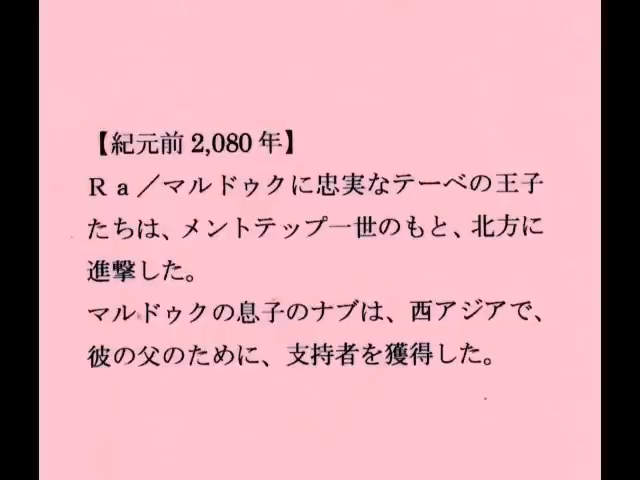 【紀元前 2,080 年】
Ｒａ／マルドゥクに忠実なテーベの王子
たちは、メントテップ一世のもと、北方に
進撃した。
マルドゥクの息子のナブは、西アジアで、
彼の父のために、支持者を獲得した。